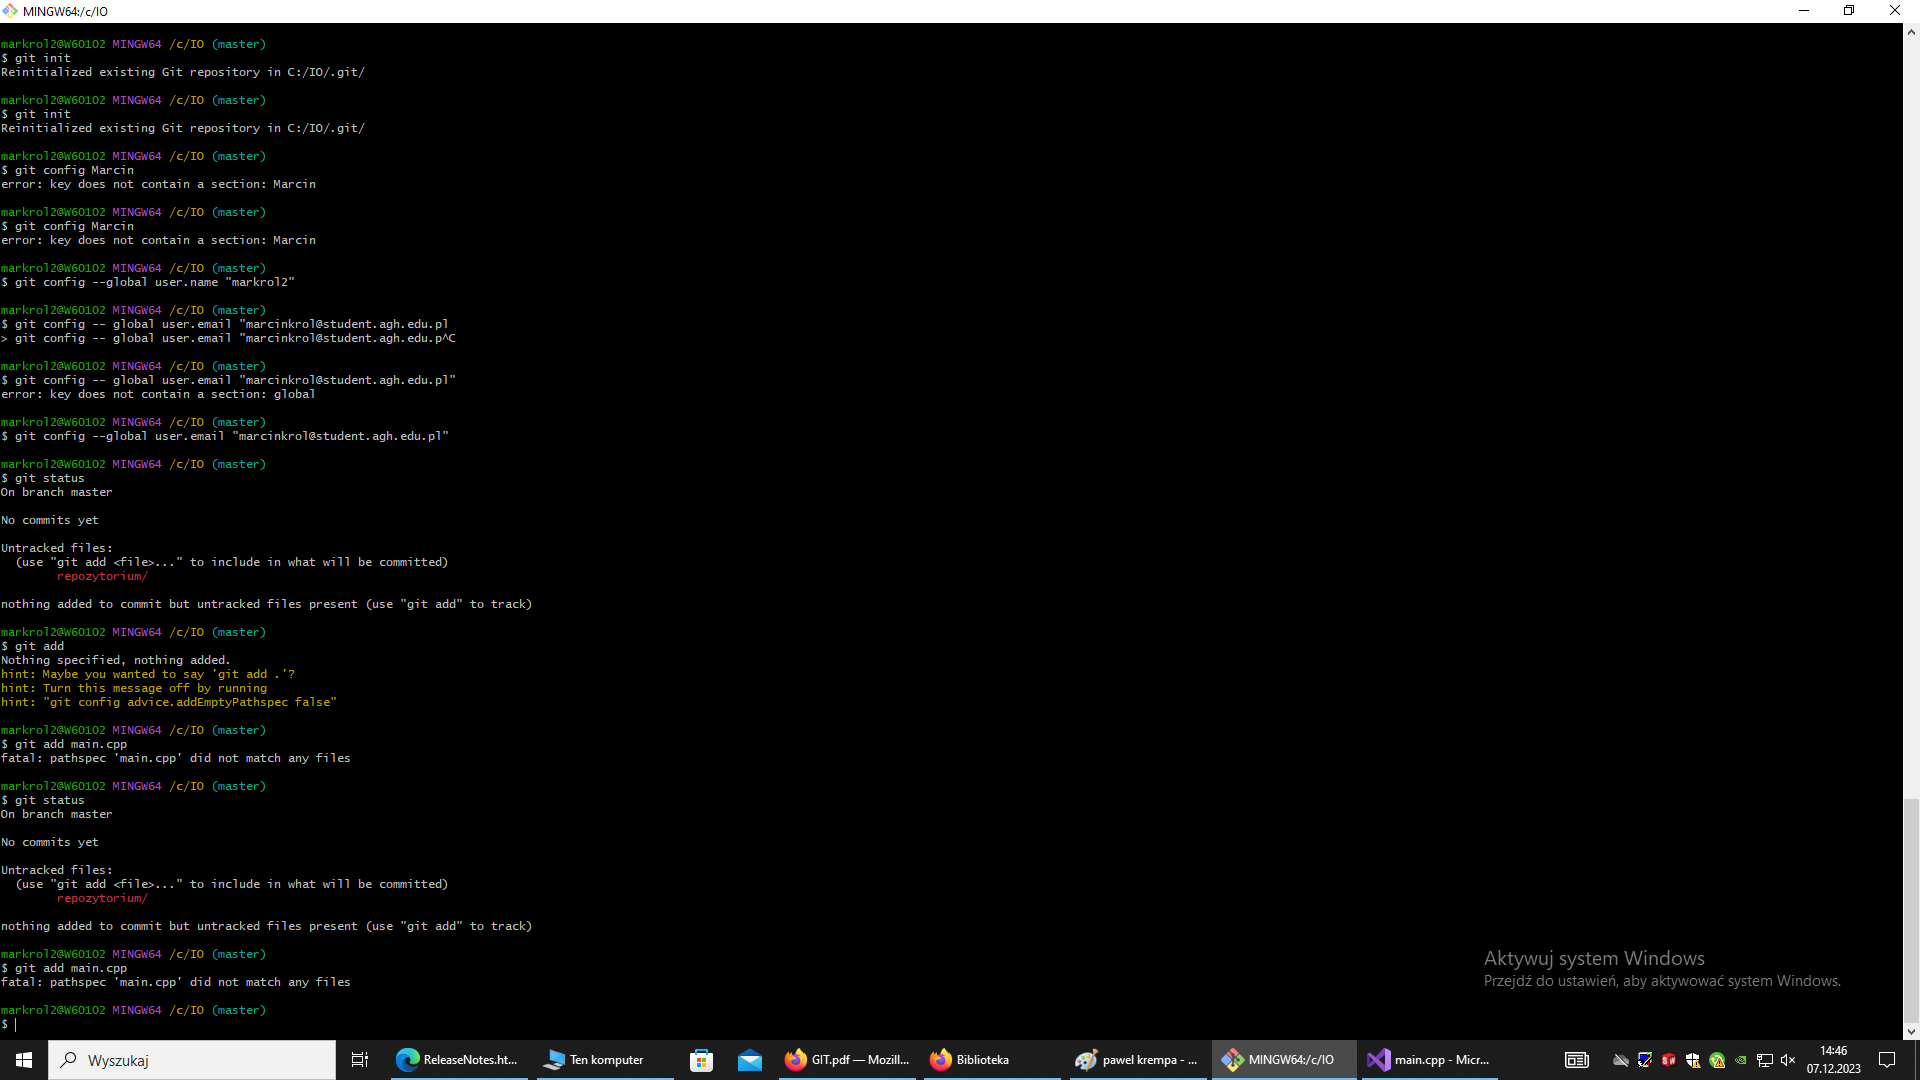 MINGW64:/c/IO
markrol2@W60102 MINGW64 /c/IO (master)
$ git init
Reinitialized existing Git repository in C:/IO/.git/
markrol2@W60102 MINGW64 /c/IO (master)
$ git init
Reinitialized existing Git repository in C:/IO/.git/
markrol2@W60102 MINGW64 /c/IO (master)
$ git config Marcin
error: key does not contain a section: Marcin
markrol2@W60102 MINGW64 /c/IO (master)
$ git config Marcin
error: key does not contain a section: Marcin
markrol2@W60102 MINGW64 /c/IO (master)
$ git config --global user.name "markrol2"
markrol2@W60102 MINGW64 /c/IO (master)
$ git config -- global user.email "marcinkrol@student.agh.edu.pl
> git config -- global user.email "marcinkrol@student.agh.edu.p^C
markrol2@W60102 MINGW64 /c/IO (master)
$ git config -- global user.email "marcinkrol@student.agh.edu.pl"
error: key does not contain a section: global
markrol2@W60102 MINGW64 /c/IO (master)
$ git config --global user.email "marcinkrol@student.agh.edu.pl"
markrol2@W60102 MINGW64 /c/IO (master)
$ git status
On branch master
No commits yet
Untracked files:
(use "git add <file>..." to include in what will be committed)
repozytorium/
nothing added to commit but untracked files present (use "git add" to track)
markrol2@W60102 MINGW64 /c/IO (master)
$ git add
Nothing specified, nothing added.
hint: Maybe you wanted to say 'git add .'?
hint: Turn this message off by running
hint: "git config advice.addEmptyPathspec false"
markrol2@W60102 MINGW64 /c/IO (master)
$ git add main.cpp
fatal: pathspec 'main.cpp' did not match any files
markrol2@W60102 MINGW64 /c/IO (master)
$ git status
On branch master
No commits yet
Untracked files:
(use "git add <file>..." to include in what will be committed)
repozytorium/
nothing added to commit but untracked files present (use "git add" to track)
markrol2@W60102 MINGW64 /c/IO (master)
$ git add main.cpp
fatal: pathspec 'main.cpp' did not match any files
markrol2@W60102 MINGW64 /c/IO (master)
$
Aktywuj system Windows
Przejdź do ustawień, aby aktywować system Windows.
Wyszukaj
ReleaseNotes.ht...
Ten komputer
GIT.pdf — Mozill...
Biblioteka
pawel krempa - ...
MINGW64:/c/IO
main.cpp - Micr...
14:46
07.12.2023